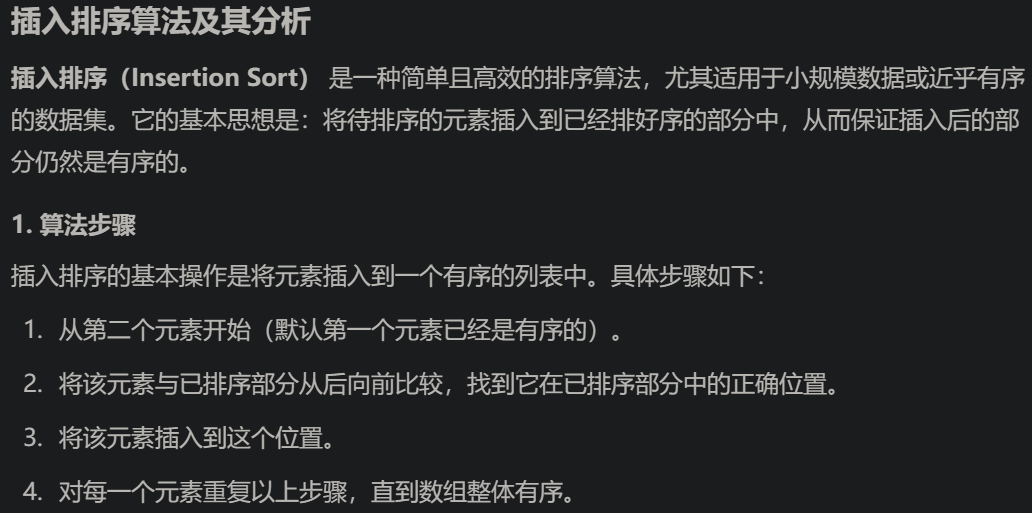 插入排序算法及其分析
插入排序（Insertion Sort） 是一种简单且高效的排序算法，尤其适用于小规模数据或近乎有序
的数据集。它的基本思想是：将待排序的元素插入到已经排好序的部分中，从而保证插入后的部
分仍然是有序的。
1. 算法步骤
插入排序的基本操作是将元素插入到一个有序的列表中。具体步骤如下：
1. 从第二个元素开始（默认第一个元素已经是有序的）。
2. 将该元素与已排序部分从后向前比较，找到它在已排序部分中的正确位置。
3. 将该元素插入到这个位置。
4. 对每一个元素重复以上步骤，直到数组整体有序。